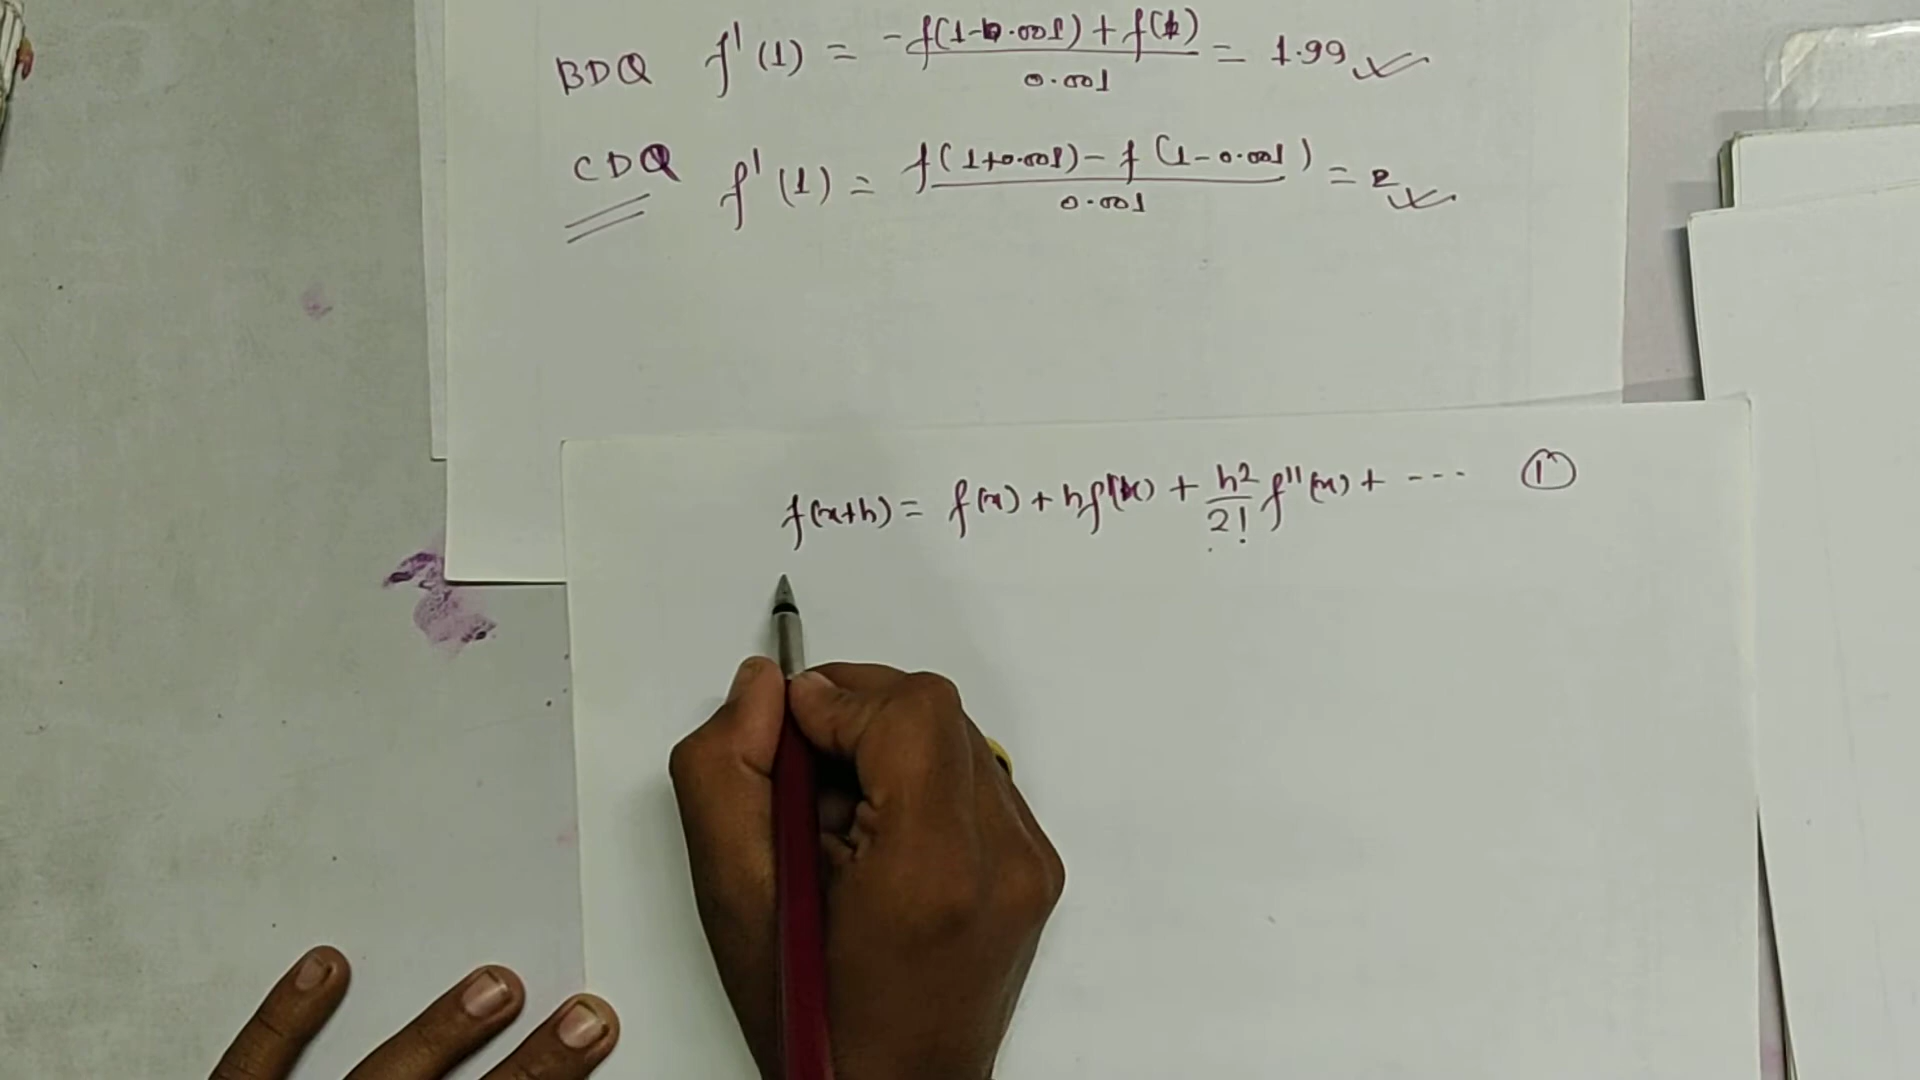 BDQ f'(1) = -f(1-0.001) + f(1) / 0.001 = 1.99
CDQ f'(1) = f(1+0.001) - f(1-0.001) / 0.001 = 2
f(x+h) = f(x) + hf'(x) + h²/2! f''(x) + --- ①